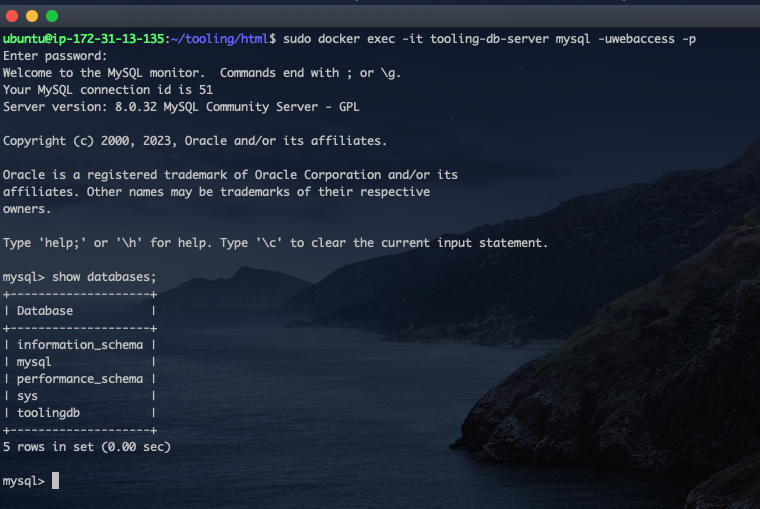 ubuntu@ip-172-31-13-135:~/tooling/html$ sudo docker exec -it tooling-db-server mysql -uwebaccess -p
Enter password:
Welcome to the MySQL monitor.  Commands end with ; or \g.
Your MySQL connection id is 51
Server version: 8.0.32 MySQL Community Server - GPL

Copyright (c) 2000, 2023, Oracle and/or its affiliates.

Oracle is a registered trademark of Oracle Corporation and/or its
affiliates. Other names may be trademarks of their respective
owners.

Type 'help;' or '\h' for help. Type '\c' to clear the current input statement.

mysql> show databases;
+--------------------+
| Database           |
+--------------------+
| information_schema |
| mysql              |
| performance_schema |
| sys                |
| toolingdb          |
+--------------------+
5 rows in set (0.00 sec)

mysql>